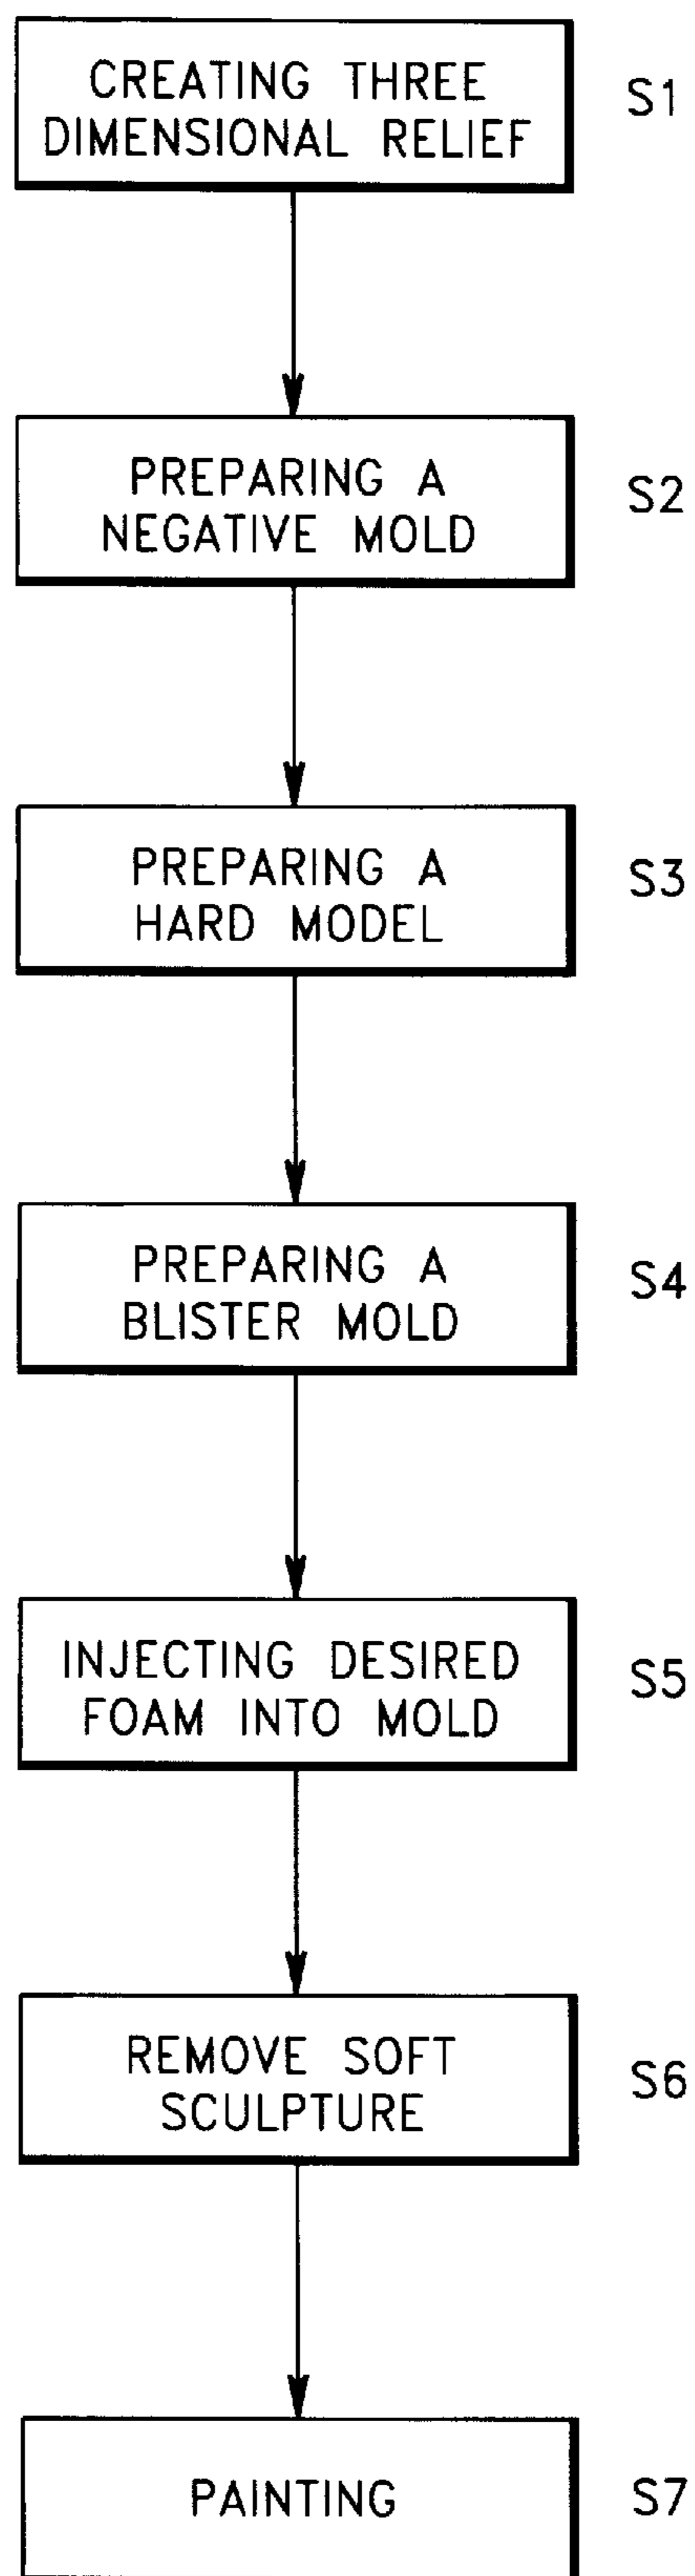 CREATING THREE
DIMENSIONAL RELIEF
S1
PREPARING A
NEGATIVE MOLD
S2
PREPARING A
HARD MODEL
S3
PREPARING A
BLISTER MOLD
S4
INJECTING DESIRED
FOAM INTO MOLD
S5
REMOVE SOFT
SCULPTURE
S6
PAINTING
S7